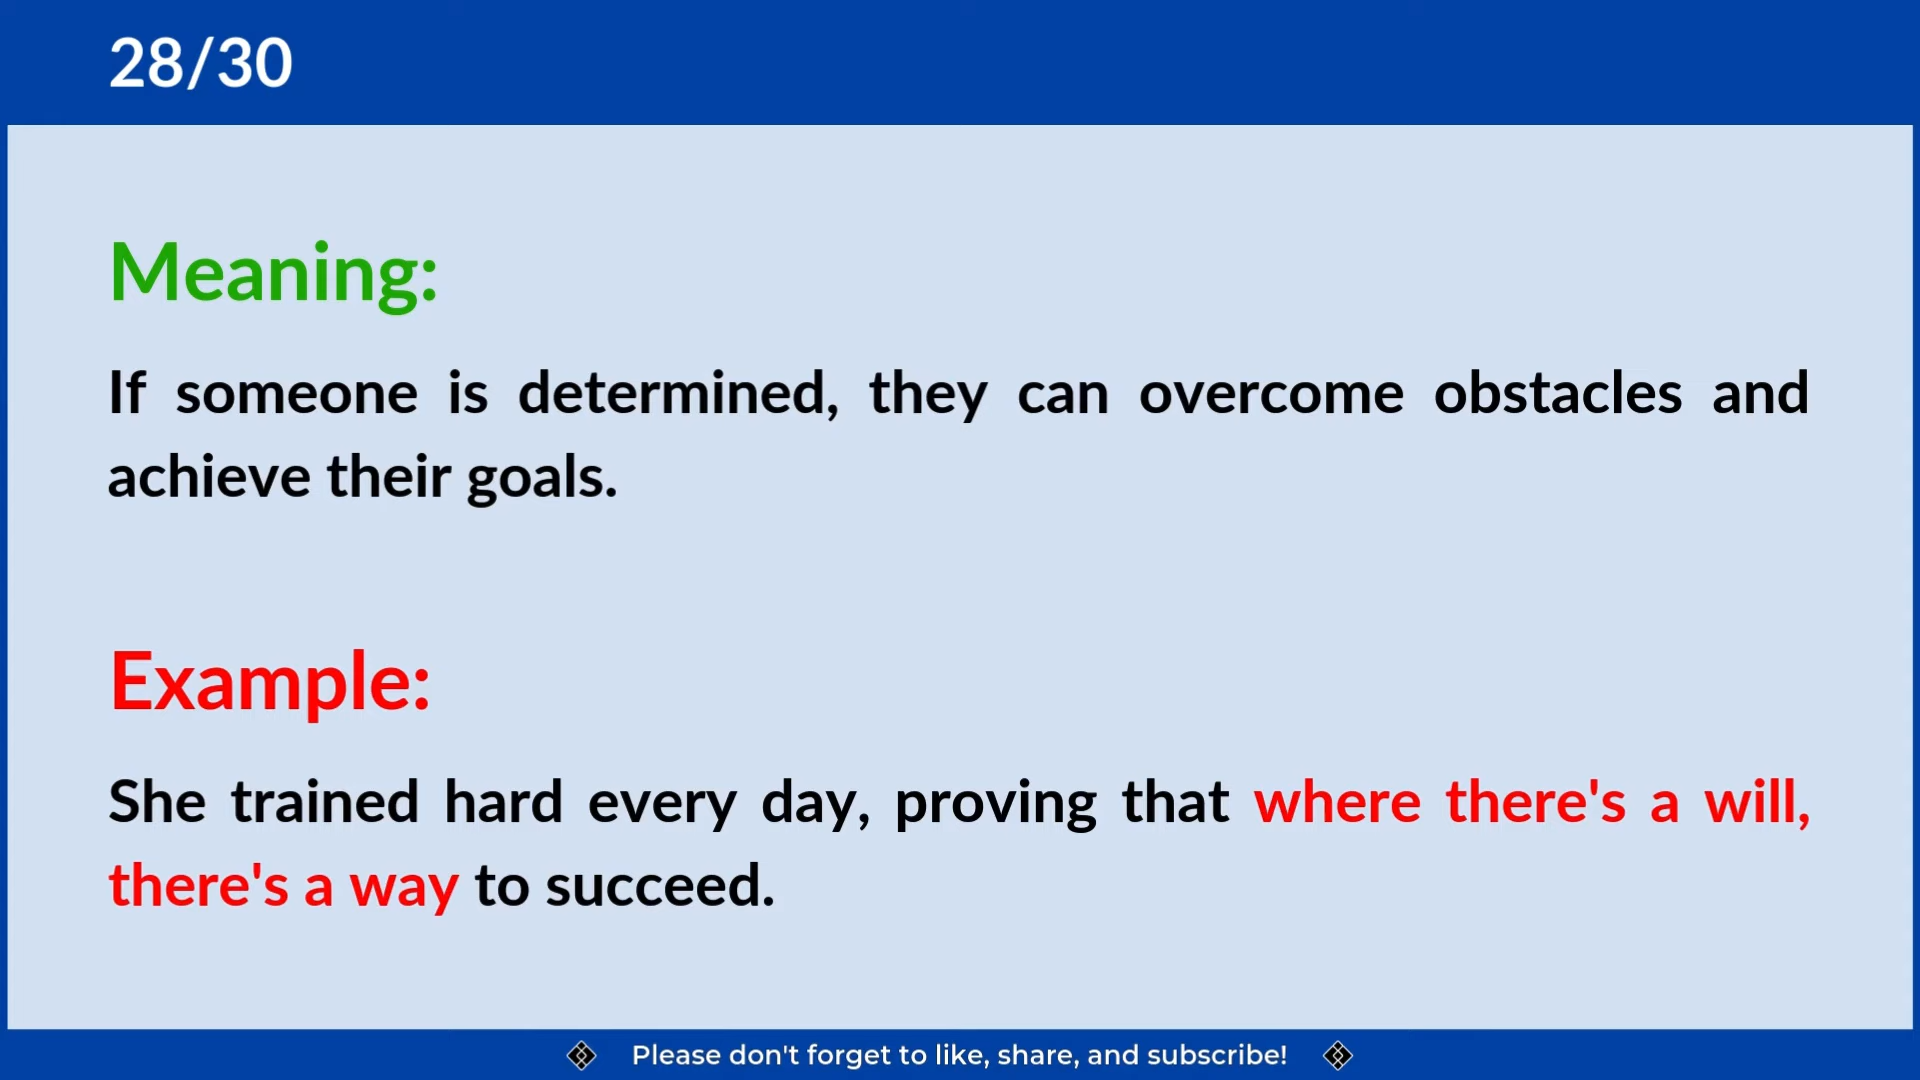 28/30
Meaning:
If someone is determined, they can overcome obstacles and
achieve their goals.
Example:
She trained hard every day, proving that where there's a will,
there's a way to succeed.
Please don't forget to like, share, and subscribe!